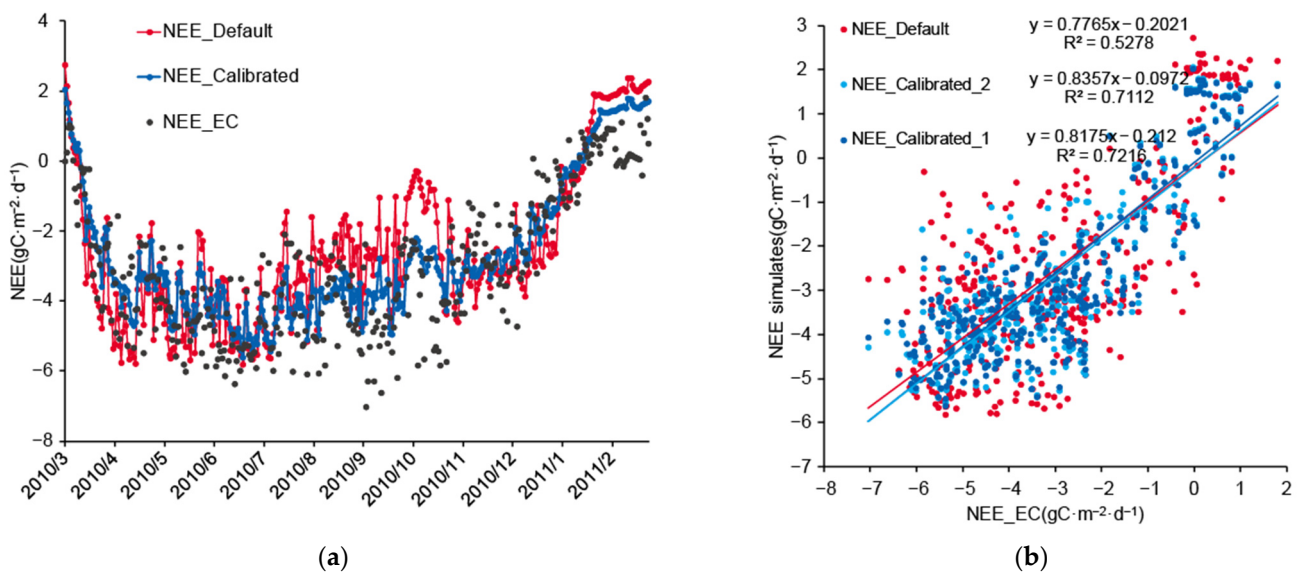 NEE_Default
NEE_Calibrated
NEE_EC
NEE(gC·m⁻²·d⁻¹)
4
2
0
−2
−4
−6
−8
2010/3
2010/4
2010/5
2010/6
2010/7
2010/8
2010/9
2010/10
2010/11
2010/12
2011/1
2011/2
(a)
NEE_Default
y = 0.7765x−0.2021
R² = 0.5278
NEE_Calibrated_2
y = 0.8357x−0.0972
R² = 0.7112
NEE_Calibrated_1
y = 0.8175x−0.212
R² = 0.7216
NEE simulates(gC·m⁻²·d⁻¹)
3
2
1
0
−1
−2
−3
−4
−5
−6
−7
−8
−7
−6
−5
−4
−3
−2
−1
0
1
2
NEE_EC(gC·m⁻²·d⁻¹)
(b)